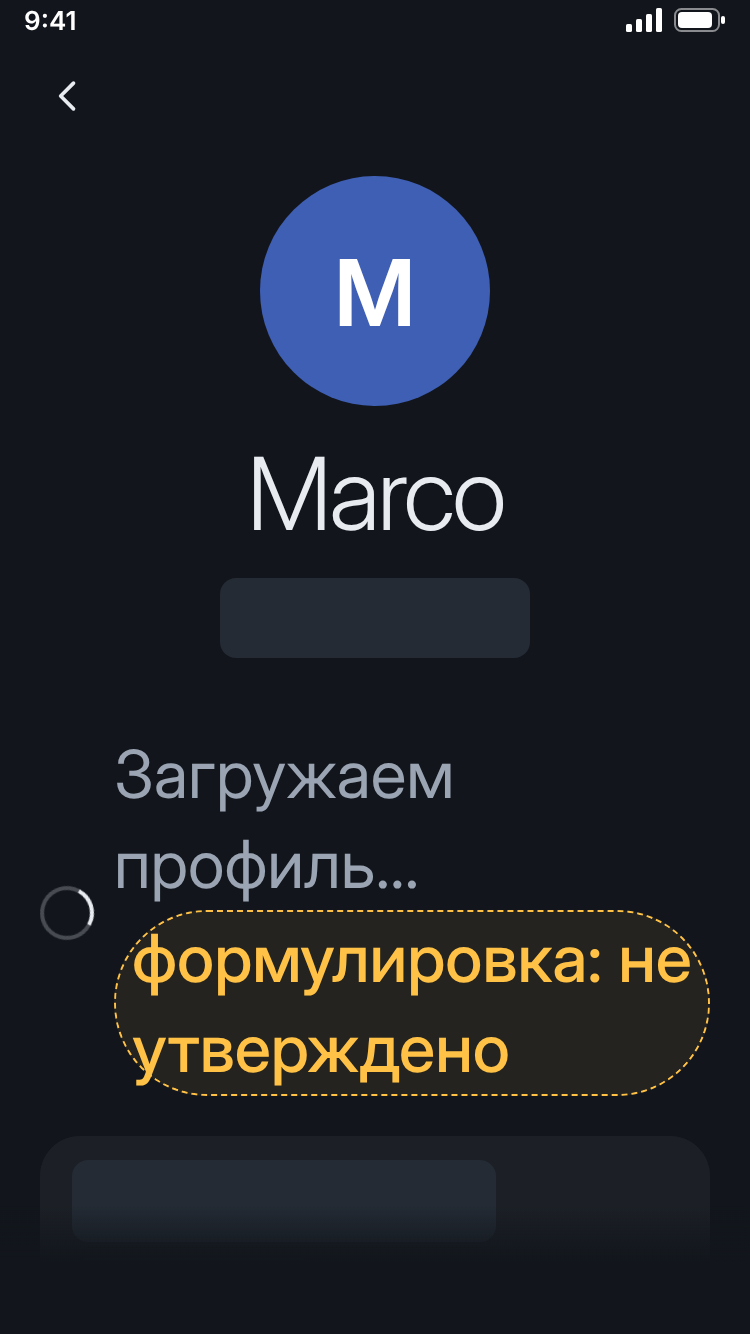 9:41
M
Marco
Загружаем
профиль...
формулировка: не
утверждено